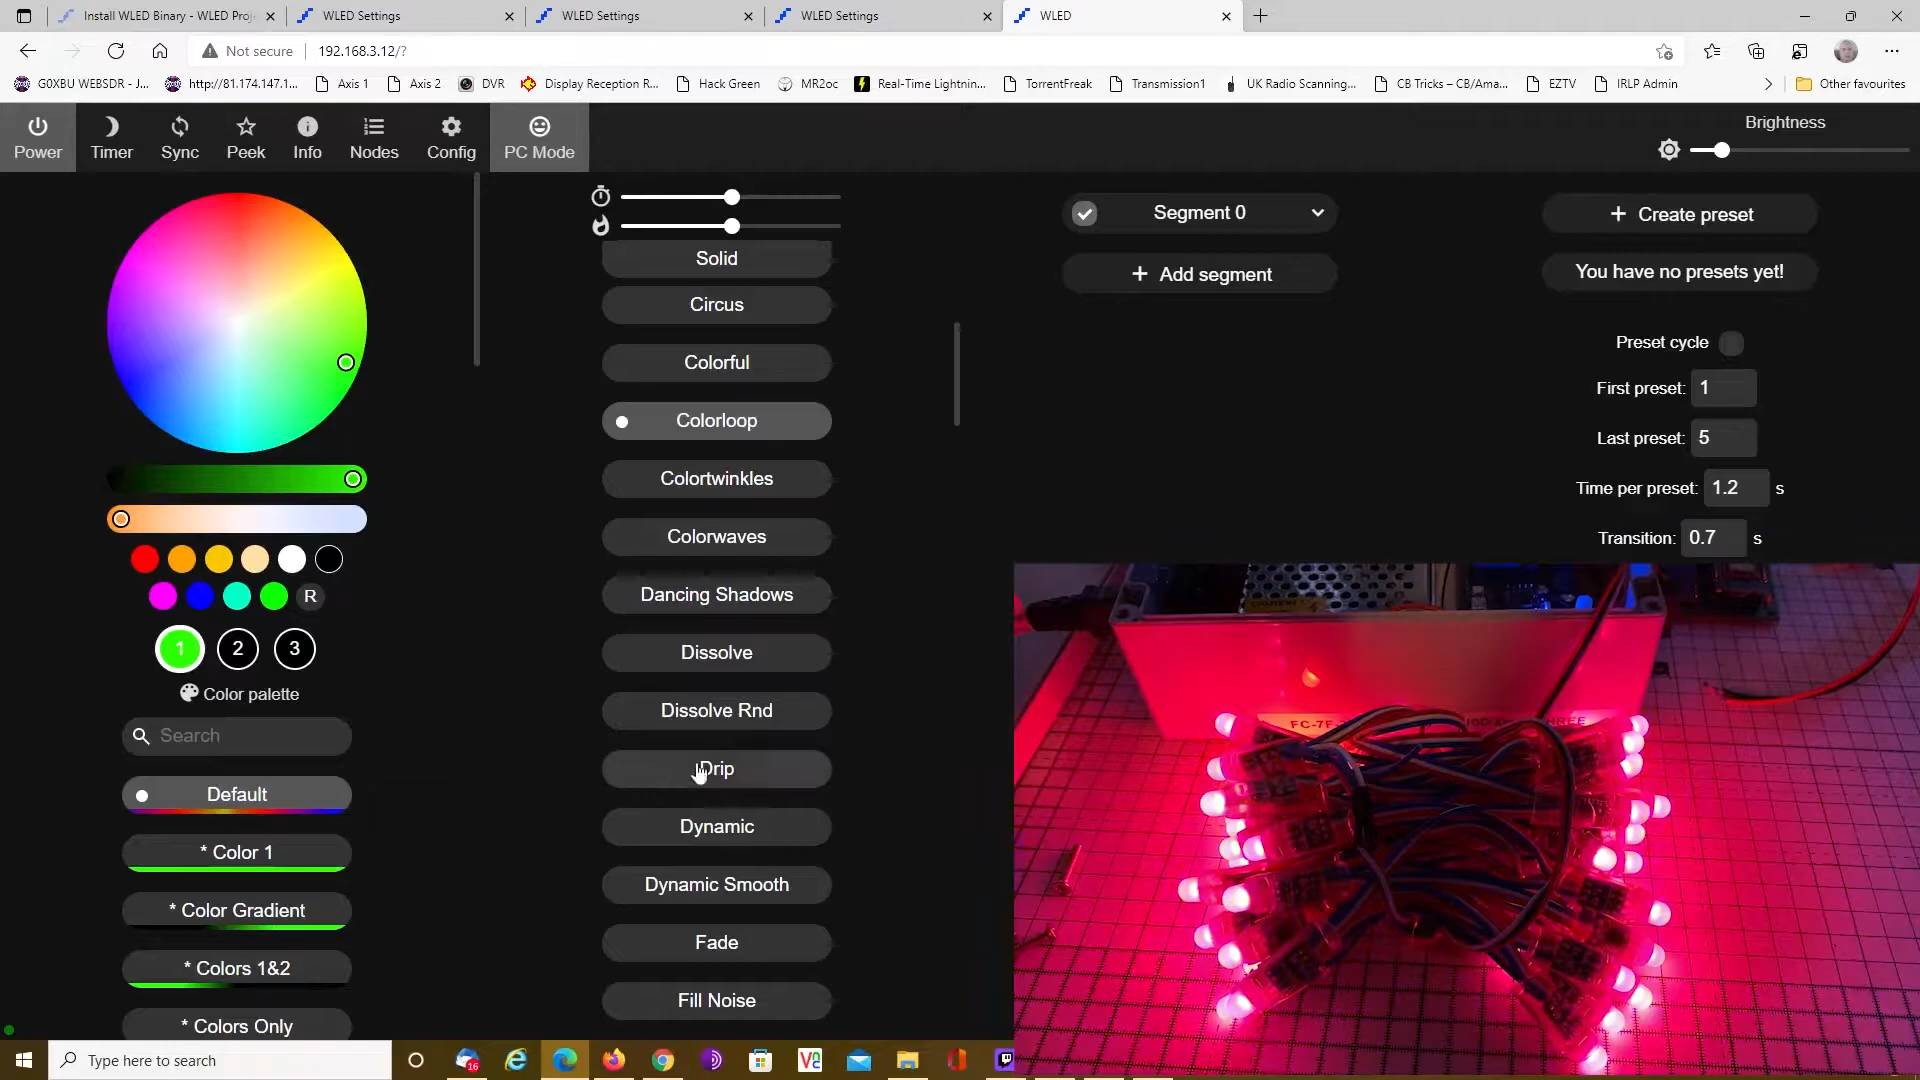 Install WLED Binary - WLED Proj
WLED Settings
WLED Settings
WLED Settings
WLED
Not secure
192.168.3.12/?
G0XBU WEBSDR - J...
http://81.174.147.1...
Axis 1
Axis 2
DVR
Display Reception R...
Hack Green
MR2oc
Real-Time Lightnin...
TorrentFreak
Transmission1
UK Radio Scanning...
CB Tricks – CB/Ama...
EZTV
IRLP Admin
Other favourites
Power
Timer
Sync
Peek
Info
Nodes
Config
PC Mode
Brightness
R
1
2
3
Color palette
Search
Default
* Color 1
* Color Gradient
* Colors 1&2
* Colors Only
Solid
Circus
Colorful
Colorloop
Colortwinkles
Colorwaves
Dancing Shadows
Dissolve
Dissolve Rnd
Drip
Dynamic
Dynamic Smooth
Fade
Fill Noise
Segment 0
+ Add segment
+ Create preset
You have no presets yet!
Preset cycle
First preset: 1
Last preset: 5
Time per preset: 1.2 s
Transition: 0.7 s
Type here to search
16